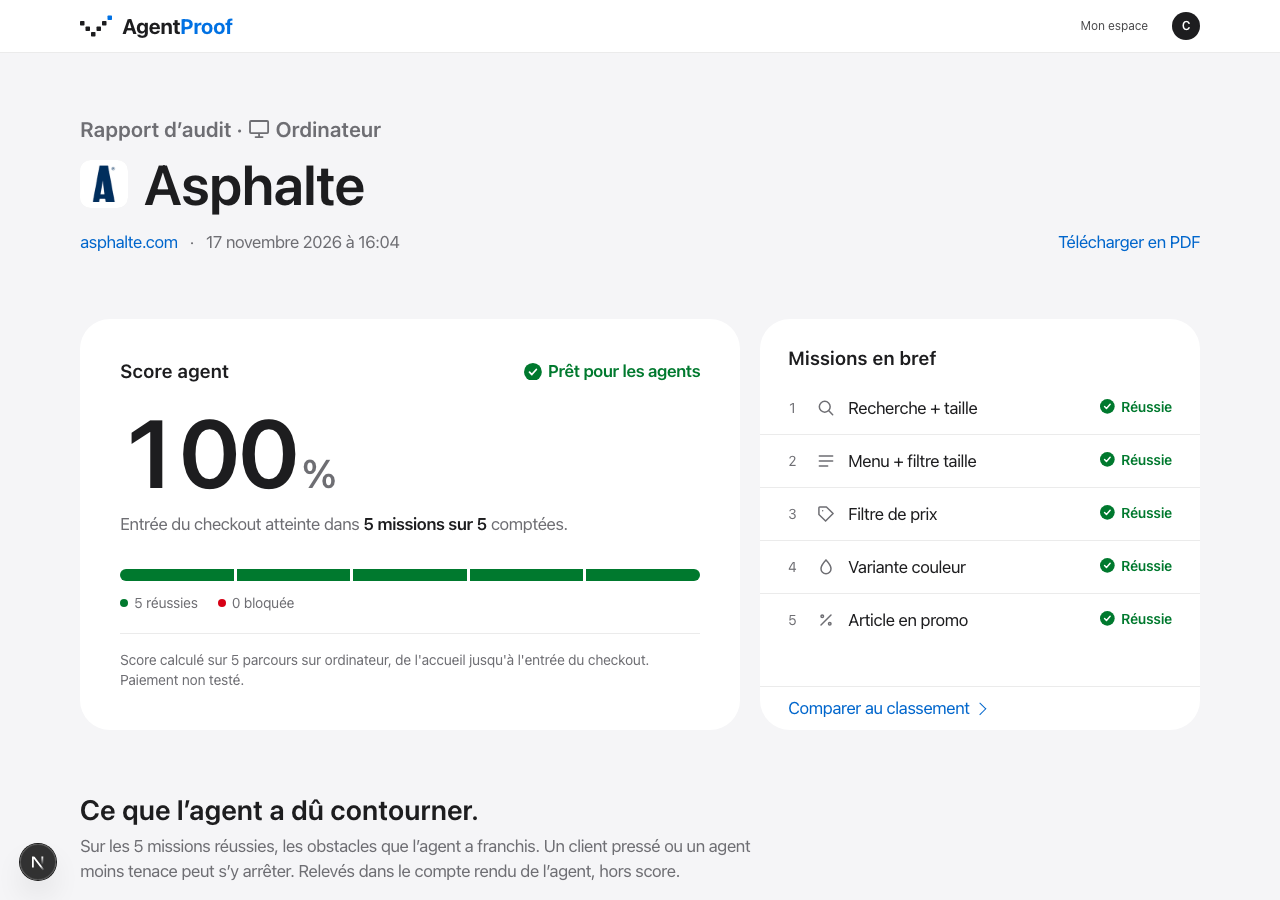 AgentProof
Mon espace
C
Rapport d’audit · Ordinateur
A
Asphalte
asphalte.com · 17 novembre 2026 à 16:04
Télécharger en PDF
Score agent
Prêt pour les agents
100 %
Entrée du checkout atteinte dans 5 missions sur 5 comptées.
5 réussies
0 bloquée
Score calculé sur 5 parcours sur ordinateur, de l'accueil jusqu'à l'entrée du checkout.
Paiement non testé.
Missions en bref
1 Recherche + taille Réussie
2 Menu + filtre taille Réussie
3 Filtre de prix Réussie
4 Variante couleur Réussie
5 Article en promo Réussie
Comparer au classement
Ce que l’agent a dû contourner.
Sur les 5 missions réussies, les obstacles que l’agent a franchis. Un client pressé ou un agent
moins tenace peut s’y arrêter. Relevés dans le compte rendu de l’agent, hors score.
N